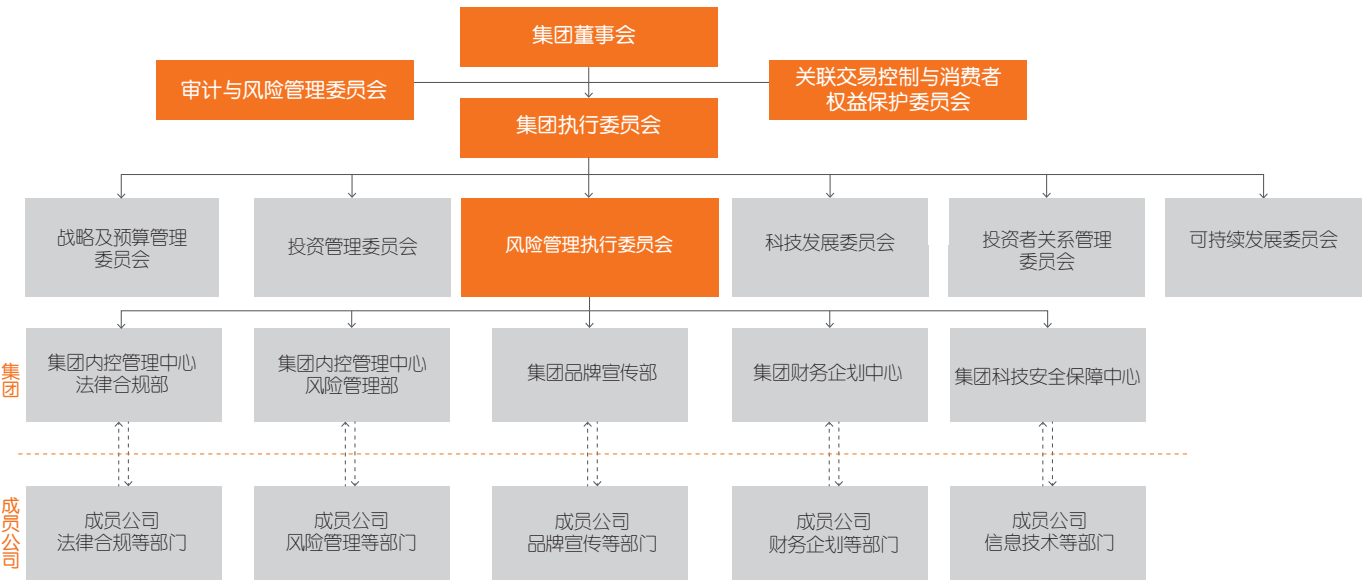 集团董事会
审计与风险管理委员会
关联交易控制与消费者
权益保护委员会
集团执行委员会
战略及预算管理
委员会
投资管理委员会
风险管理执行委员会
科技发展委员会
投资者关系管理
委员会
可持续发展委员会
集团
集团内控管理中心
法律合规部
集团内控管理中心
风险管理部
集团品牌宣传部
集团财务企划中心
集团科技安全保障中心
成员公司
成员公司
法律合规等部门
成员公司
风险管理等部门
成员公司
品牌宣传等部门
成员公司
财务企划等部门
成员公司
信息技术等部门